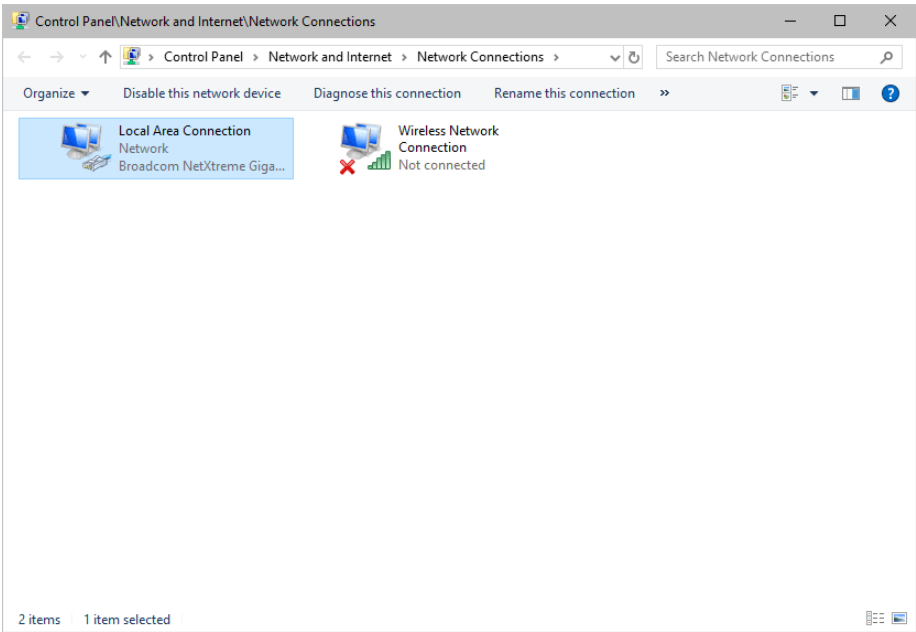 Control Panel\Network and Internet\Network Connections
Control Panel > Network and Internet > Network Connections >
Search Network Connections
Organize Disable this network device Diagnose this connection Rename this connection »
Local Area Connection
Network
Broadcom NetXtreme Giga...
Wireless Network
Connection
Not connected
2 items 1 item selected